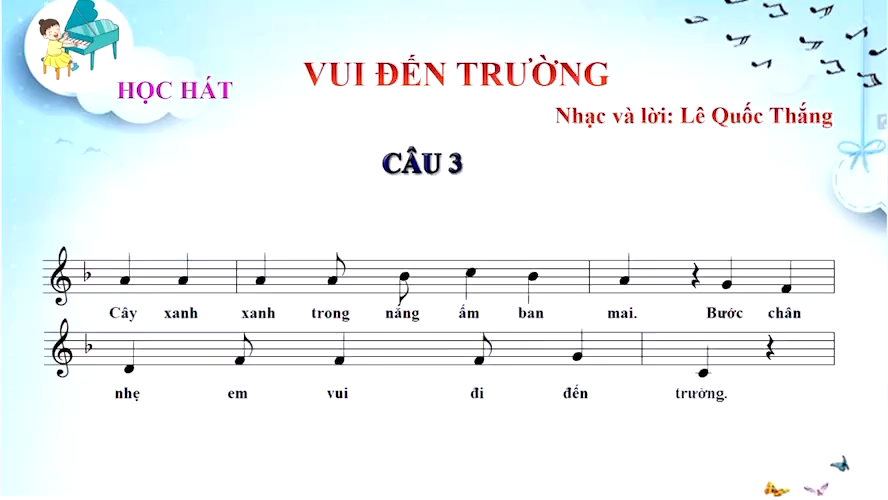 HỌC HÁT
VUI ĐẾN TRƯỜNG
Nhạc và lời: Lê Quốc Thắng
CÂU 3
Cây xanh xanh trong nắng ấm ban mai. Bước chân
nhẹ em vui đi đến trường.